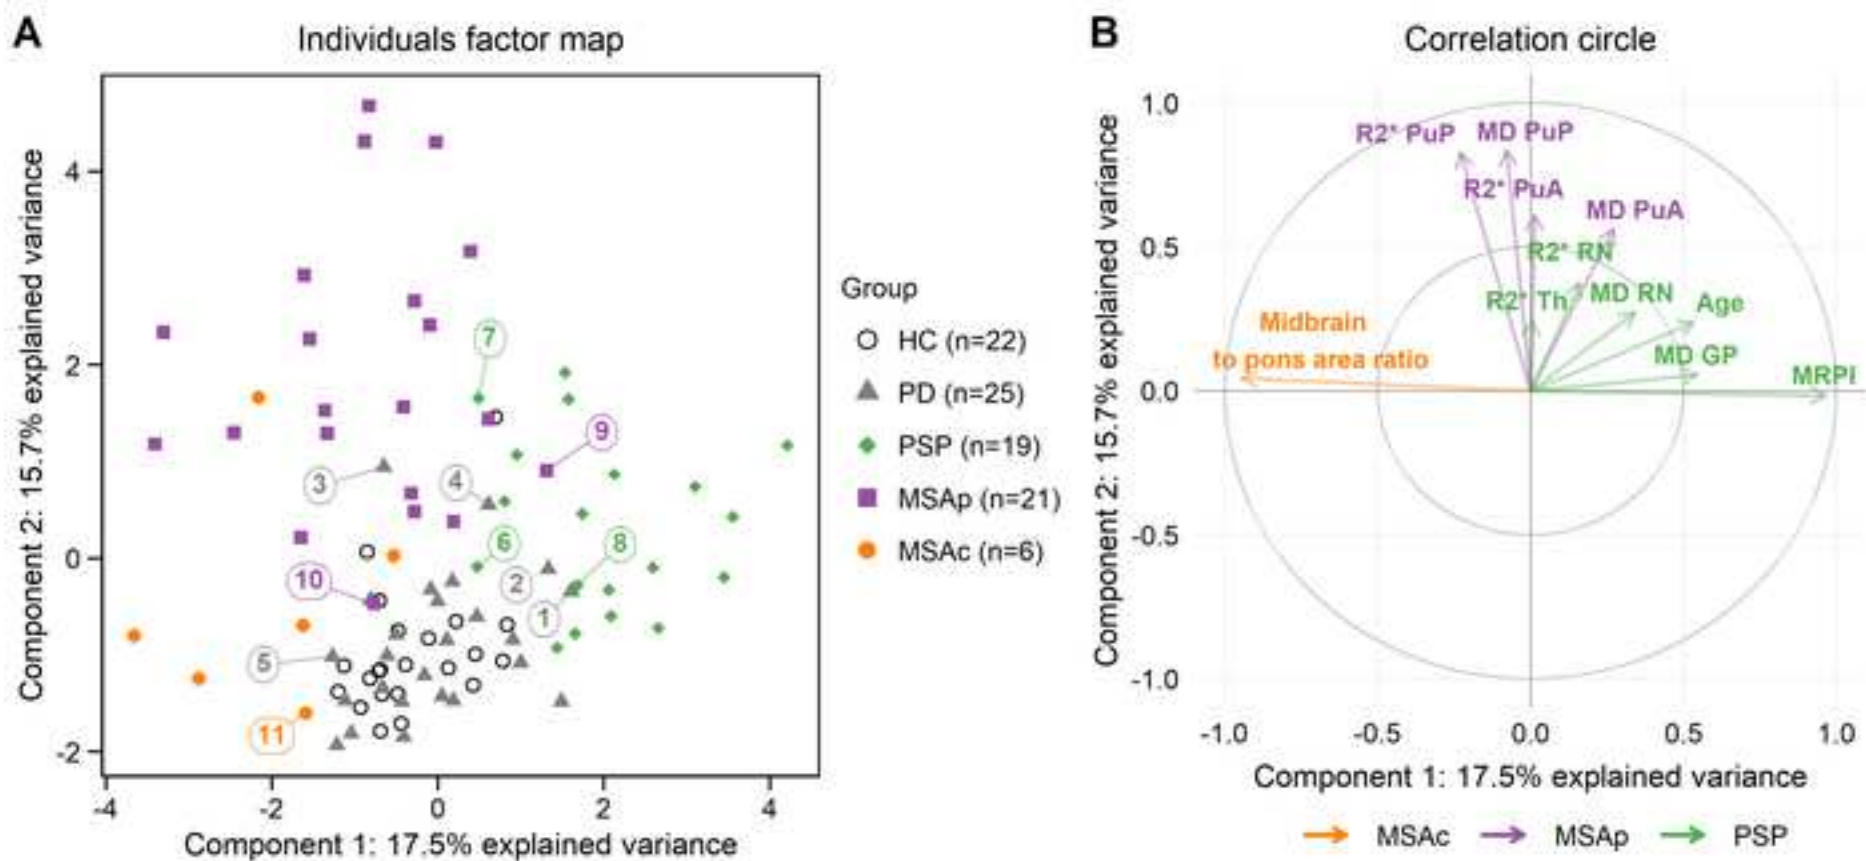 A
Individuals factor map
Component 2: 15.7% explained variance
4
2
0
-2
-4
-2
0
2
4
Component 1: 17.5% explained variance
7
9
3
4
6
8
10
2
1
5
11
Group
HC (n=22)
PD (n=25)
PSP (n=19)
MSAp (n=21)
MSAc (n=6)
B
Correlation circle
Component 2: 15.7% explained variance
1.0
0.5
0.0
-0.5
-1.0
R2* PuP
MD PuP
R2* PuA
MD PuA
R2* RN
R2* Th
MD RN
Age
Midbrain
to pons area ratio
MD GP
MRPI
-1.0
-0.5
0.0
0.5
1.0
Component 1: 17.5% explained variance
MSAc
MSAp
PSP